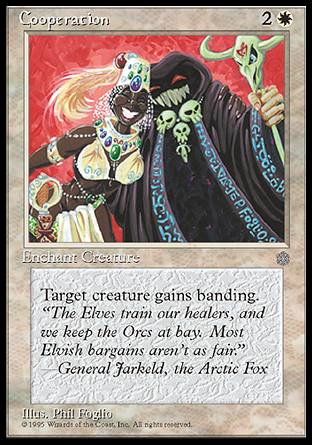 Cooperation 2
Enchant Creature
Target creature gains banding.
“The Elves train our healers, and
we keep the Orcs at bay. Most
Elvish bargains aren’t as fair.”
—General Jarkeld, the Arctic Fox
Illus. Phil Foglio
©1995 Wizards of the Coast, Inc. All rights reserved.